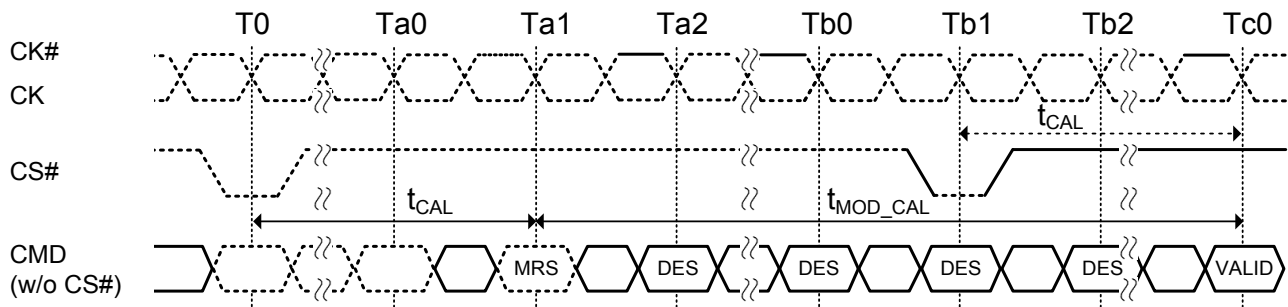 T0 Ta0 Ta1 Ta2 Tb0 Tb1 Tb2 Tc0
CK#
CK
tCAL
CS#
tCAL tMOD_CAL
CMD
(w/o CS#)
MRS DES DES DES DES VALID